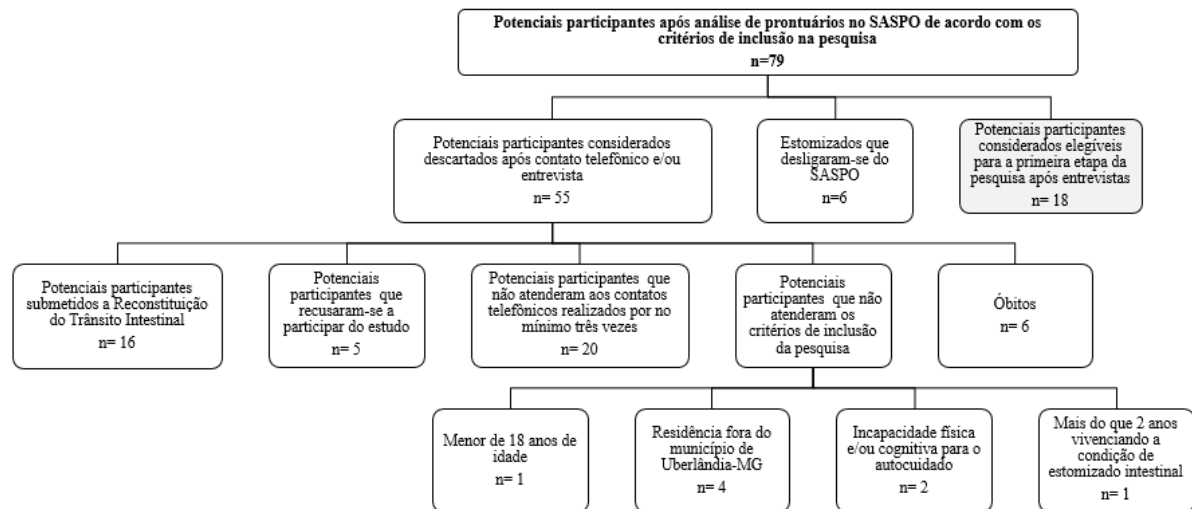 Potenciais participantes após análise de prontuários no SASPO de acordo com os
critérios de inclusão na pesquisa
n=79
Potenciais participantes considerados
descartados após contato telefônico e/ou
entrevista
n= 55
Estomizados que
desligaram-se do
SASPO
n=6
Potenciais participantes
considerados elegíveis
para a primeira etapa da
pesquisa após entrevistas
n= 18
Potenciais participantes
submetidos a Reconstituição
do Trânsito Intestinal
n= 16
Potenciais
participantes que
recusaram-se a
participar do estudo
n= 5
Potenciais participantes que
não atenderam aos contatos
telefônicos realizados por no
mínimo três vezes
n= 20
Potenciais
participantes que não
atenderam os
critérios de inclusão
da pesquisa
Óbitos
n= 6
Menor de 18 anos de
idade
n= 1
Residência fora do
município de
Uberlândia-MG
n= 4
Incapacidade física
e/ou cognitiva para o
autocuidado
n= 2
Mais do que 2 anos
vivenciando a
condição de
estomizado intestinal
n= 1